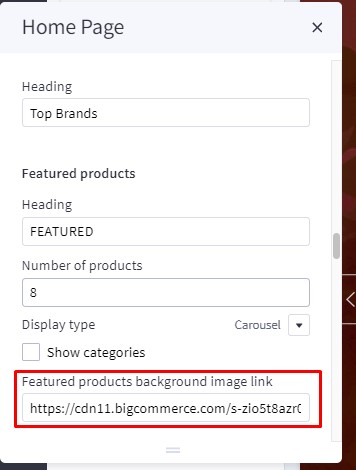 Home Page
Heading
Top Brands
Featured products
Heading
FEATURED
Number of products
8
Display type Carousel
Show categories
Featured products background image link
https://cdn11.bigcommerce.com/s-zio5t8azr